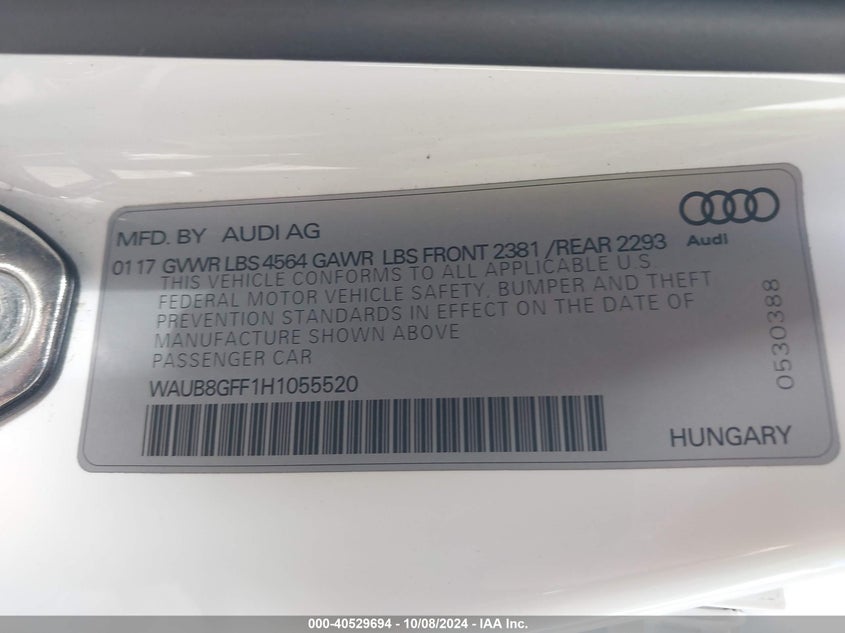 MFD. BY AUDI AG
Audi
0117 GVWR LBS 4564 GAWR LBS FRONT 2381 /REAR 2293
THIS VEHICLE CONFORMS TO ALL APPLICABLE U.S
FEDERAL MOTOR VEHICLE SAFETY, BUMPER AND THEFT
PREVENTION STANDARDS IN EFFECT ON THE DATE OF
MANUFACTURE SHOWN ABOVE
PASSENGER CAR
WAUB8GFF1H1055520
0530388
HUNGARY
000-40529694 - 10/08/2024 - IAA Inc.